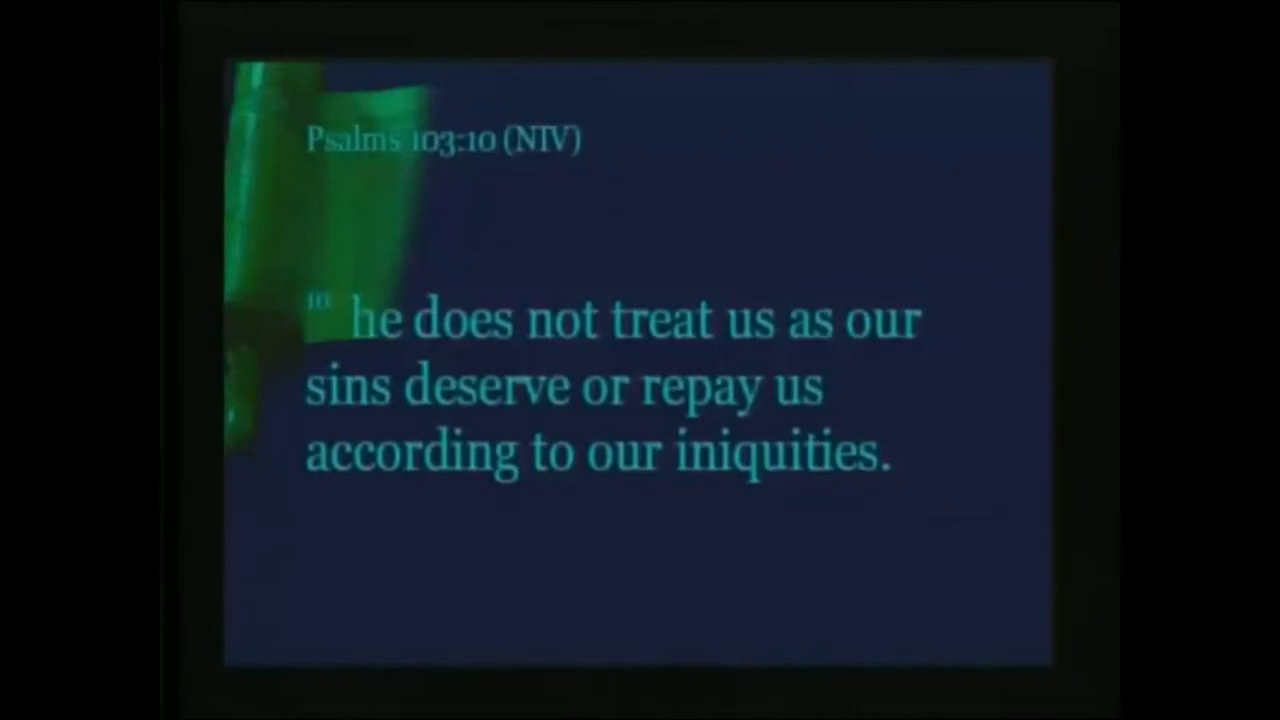 Psalms 103:10 (NIV)
10 he does not treat us as our
sins deserve or repay us
according to our iniquities.